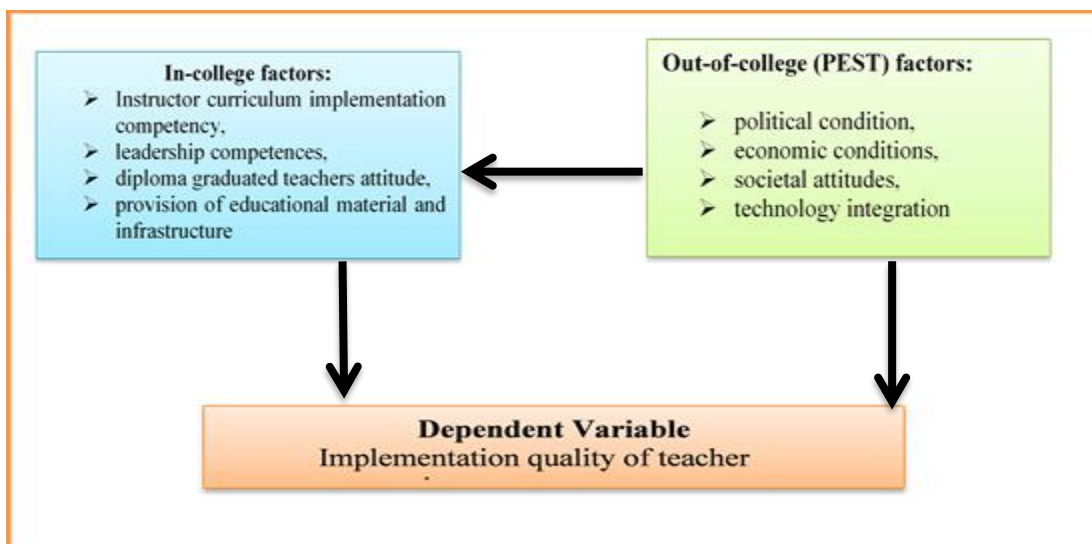 In-college factors:
➢ Instructor curriculum implementation
competency,
➢ leadership competences,
➢ diploma graduated teachers attitude,
➢ provision of educational material and
infrastructure
Out-of-college (PEST) factors:
➢ political condition,
➢ economic conditions,
➢ societal attitudes,
➢ technology integration
Dependent Variable
Implementation quality of teacher